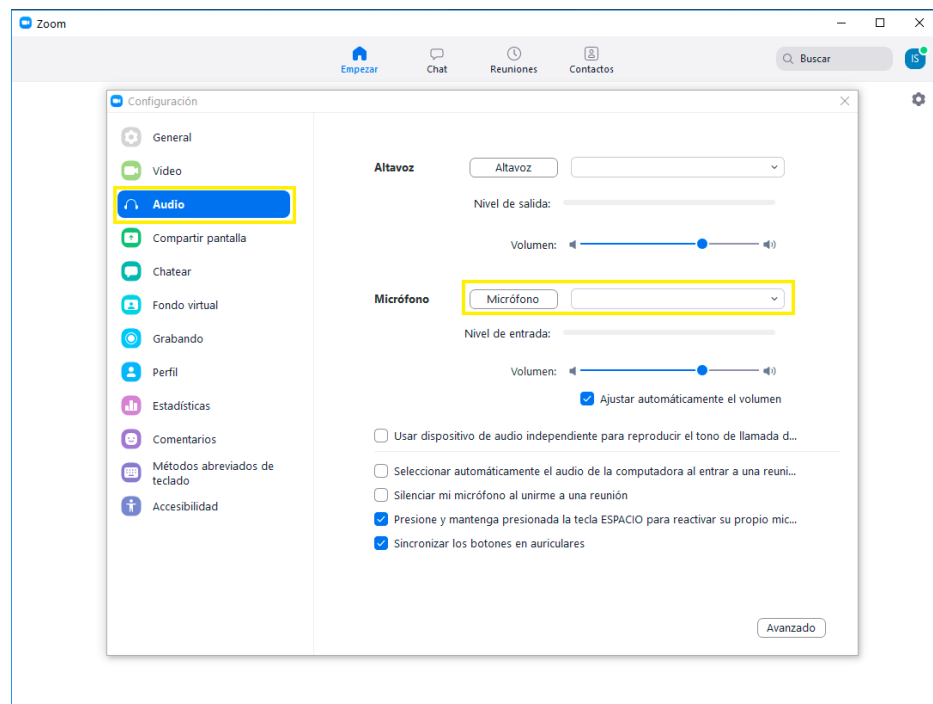 Zoom
Empezar
Chat
Reuniones
Contactos
Buscar
IS
Configuración
General
Video
Audio
Compartir pantalla
Chatear
Fondo virtual
Grabando
Perfil
Estadísticas
Comentarios
Métodos abreviados de
teclado
Accesibilidad
Altavoz Altavoz
Nivel de salida:
Volumen:
Micrófono Micrófono
Nivel de entrada:
Volumen:
Ajustar automáticamente el volumen
Usar dispositivo de audio independiente para reproducir el tono de llamada d...
Seleccionar automáticamente el audio de la computadora al entrar a una reuni...
Silenciar mi micrófono al unirme a una reunión
Presione y mantenga presionada la tecla ESPACIO para reactivar su propio mic...
Sincronizar los botones en auriculares
Avanzado